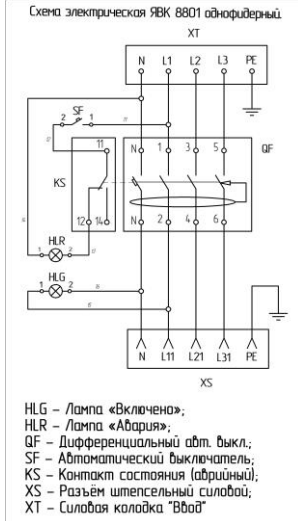 Схема электрическая ЯВК 8801 однофидерный
XT
N L1 L2 L3 PE
SF
2 1
11
N 1 3 5
QF
KS
12 14
N 2 4 6
HLR
1 2
HLG
1 2
N L11 L21 L31 PE
XS
HLG – Лампа «Включено»;
HLR – Лампа «Авария»;
QF – Дифференциальный авт. выкл.;
SF – Автоматический выключатель;
KS – Контакт состояния (аврийный);
XS – Разъём штепсельный силовой;
XT – Силовая колодка "Ввод"